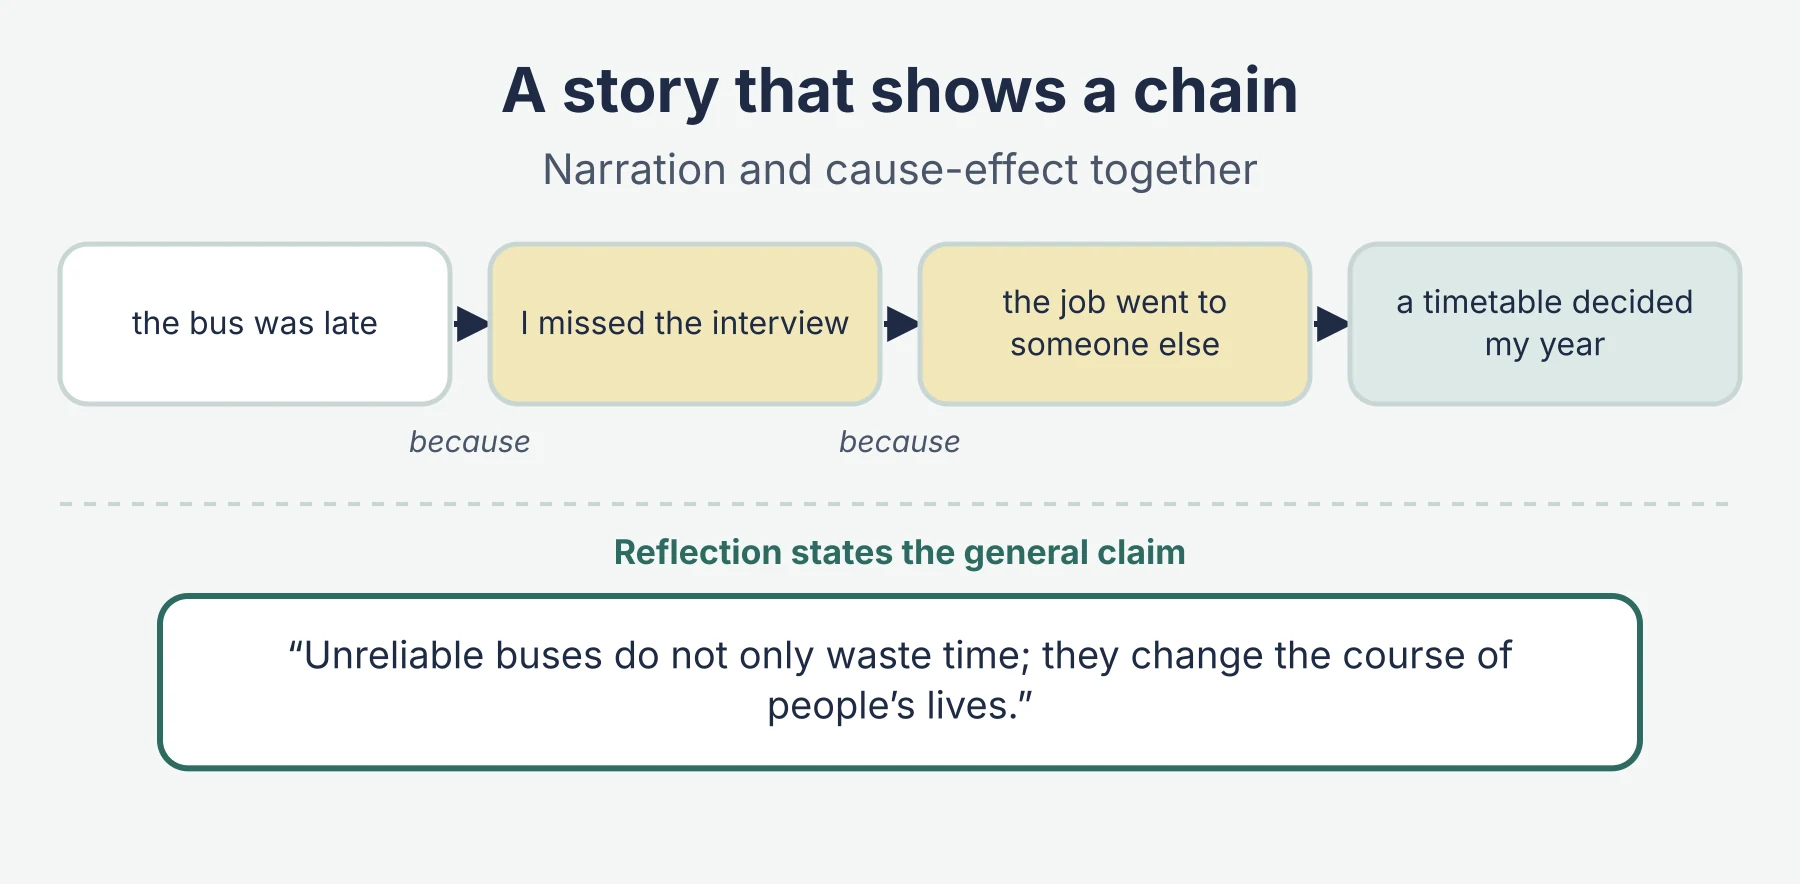 A story that shows a chain
Narration and cause-effect together
the bus was late
I missed the interview
the job went to
someone else
a timetable decided
my year
because
because
Reflection states the general claim
“Unreliable buses do not only waste time; they change the course of
people’s lives.”